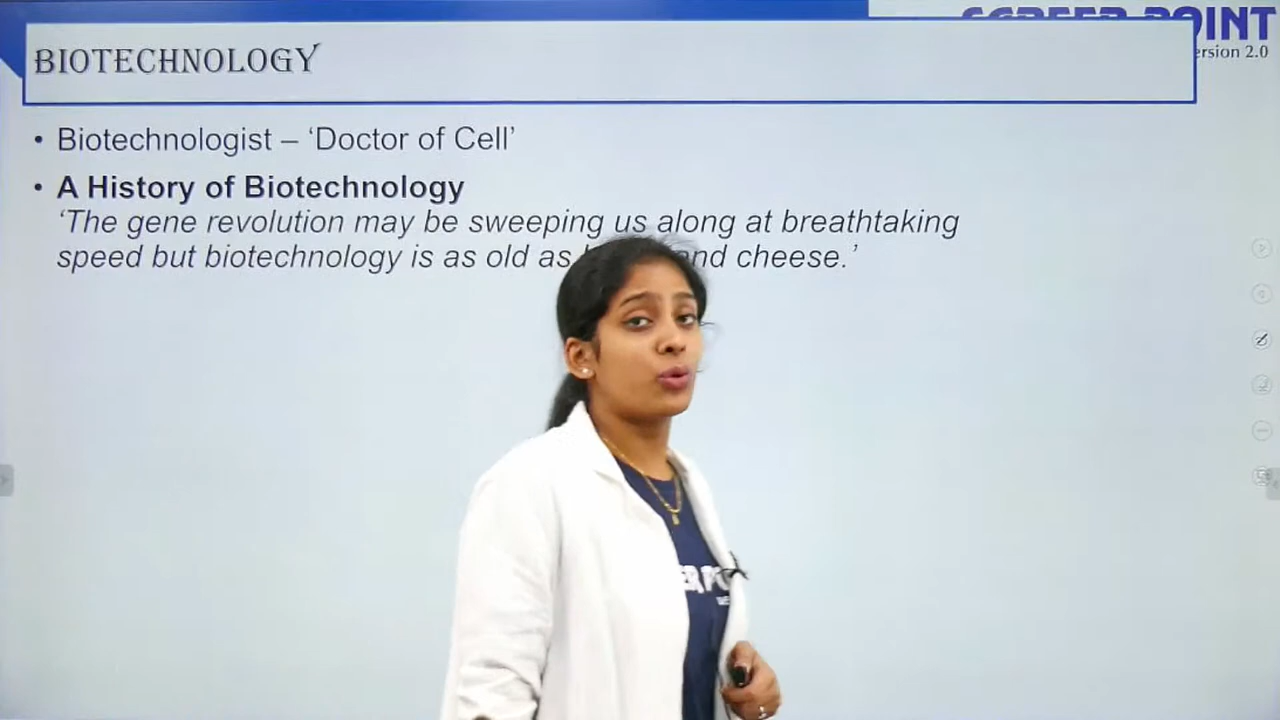 POINT
ersion 2.0
BIOTECHNOLOGY
• Biotechnologist – ‘Doctor of Cell’
• A History of Biotechnology
‘The gene revolution may be sweeping us along at breathtaking
speed but biotechnology is as old as and cheese.’